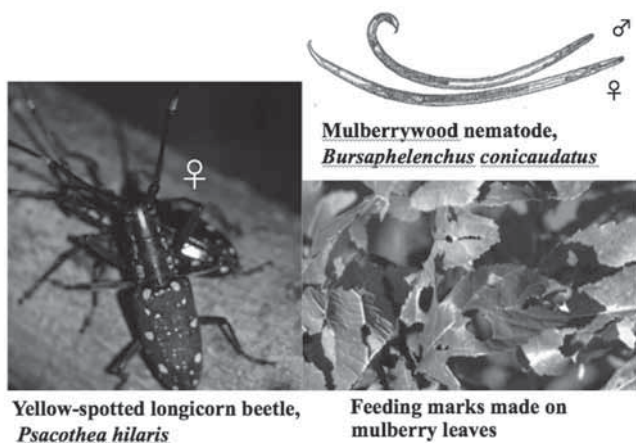 ♂
♀
Mulberrywood nematode,
Bursaphelenchus conicaudatus
♀
Yellow-spotted longicorn beetle,
Psacothea hilaris
Feeding marks made on
mulberry leaves